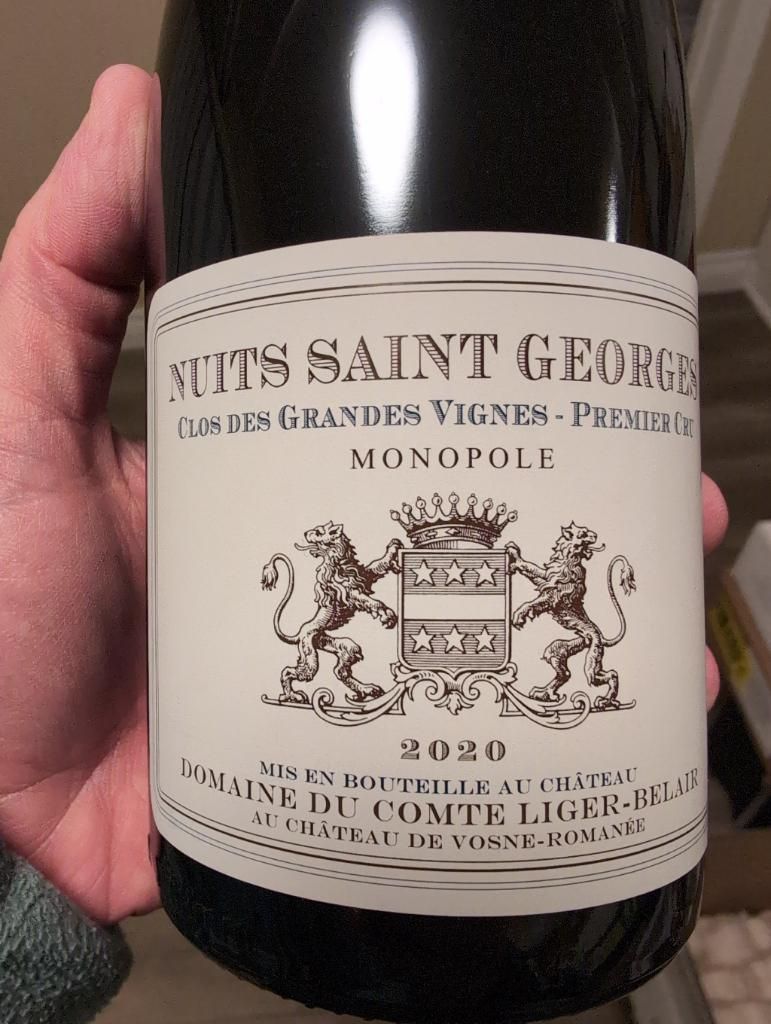 NUITS SAINT GEORGES
CLOS DES GRANDES VIGNES - PREMIER CRU
MONOPOLE
2020
MIS EN BOUTEILLE AU CHÂTEAU
DOMAINE DU COMTE LIGER-BELAIR
AU CHÂTEAU DE VOSNE-ROMANÉE